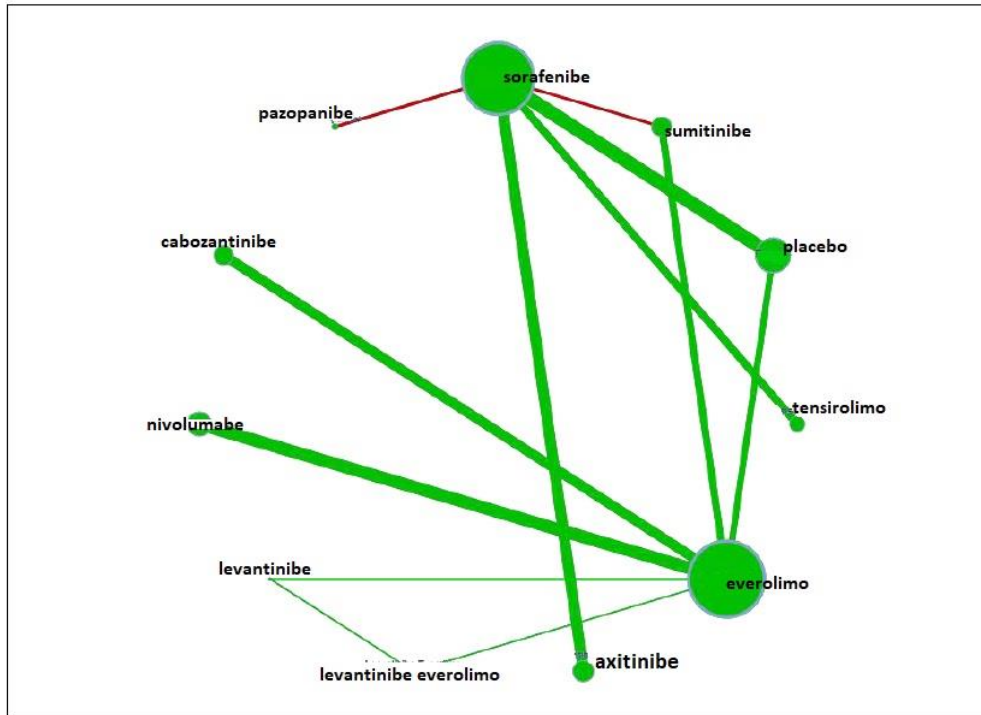 sorafenibe
pazopanibe
sumitinibe
cabozantinibe
placebo
tensirolimo
nivolumabe
levantinibe
everolimo
axitinibe
levantinibe everolimo